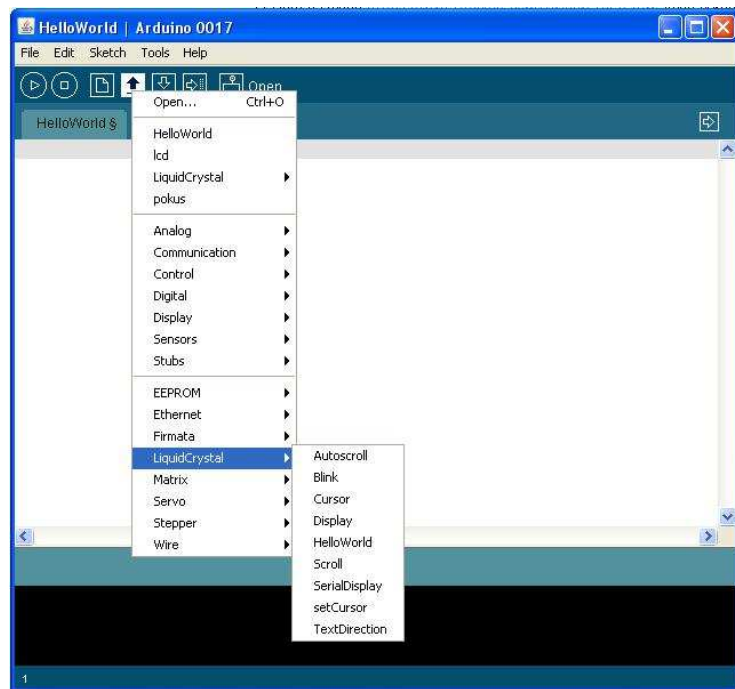 HelloWorld | Arduino 0017
File Edit Sketch Tools Help
Open
HelloWorld §
Open... Ctrl+O
HelloWorld
lcd
LiquidCrystal
pokus
Analog
Communication
Control
Digital
Display
Sensors
Stubs
EEPROM
Ethernet
Firmata
LiquidCrystal
Matrix
Servo
Stepper
Wire
Autoscroll
Blink
Cursor
Display
HelloWorld
Scroll
SerialDisplay
setCursor
TextDirection
1